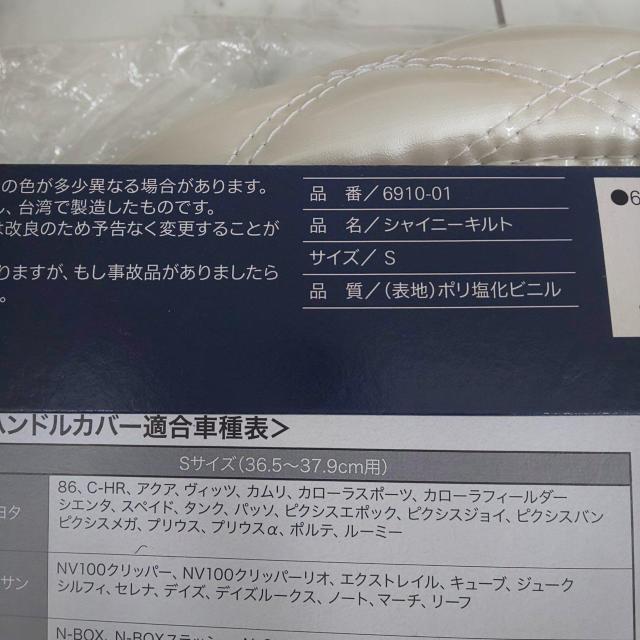 の色が多少異なる場合があります。
、台湾で製造したものです。
は改良のため予告なく変更することが
りますが、もし事故品がありましたら
。
品 番／6910-01
品 名／シャイニーキルト
サイズ／S
品 質／(表地)ポリ塩化ビニル
●6
ハンドルカバー適合車種表＞
Sサイズ（36.5〜37.9cm用）
ヨタ
86、C-HR、アクア、ヴィッツ、カムリ、カローラスポーツ、カローラフィールダー
シエンタ、スペイド、タンク、パッソ、ピクシスエポック、ピクシスジョイ、ピクシスバン
ピクシスメガ、プリウス、プリウスα、ポルテ、ルーミー
サン
NV100クリッパー、NV100クリッパーリオ、エクストレイル、キューブ、ジューク
シルフィ、セレナ、デイズ、デイズルークス、ノート、マーチ、リーフ
N-BOX、N-BOX